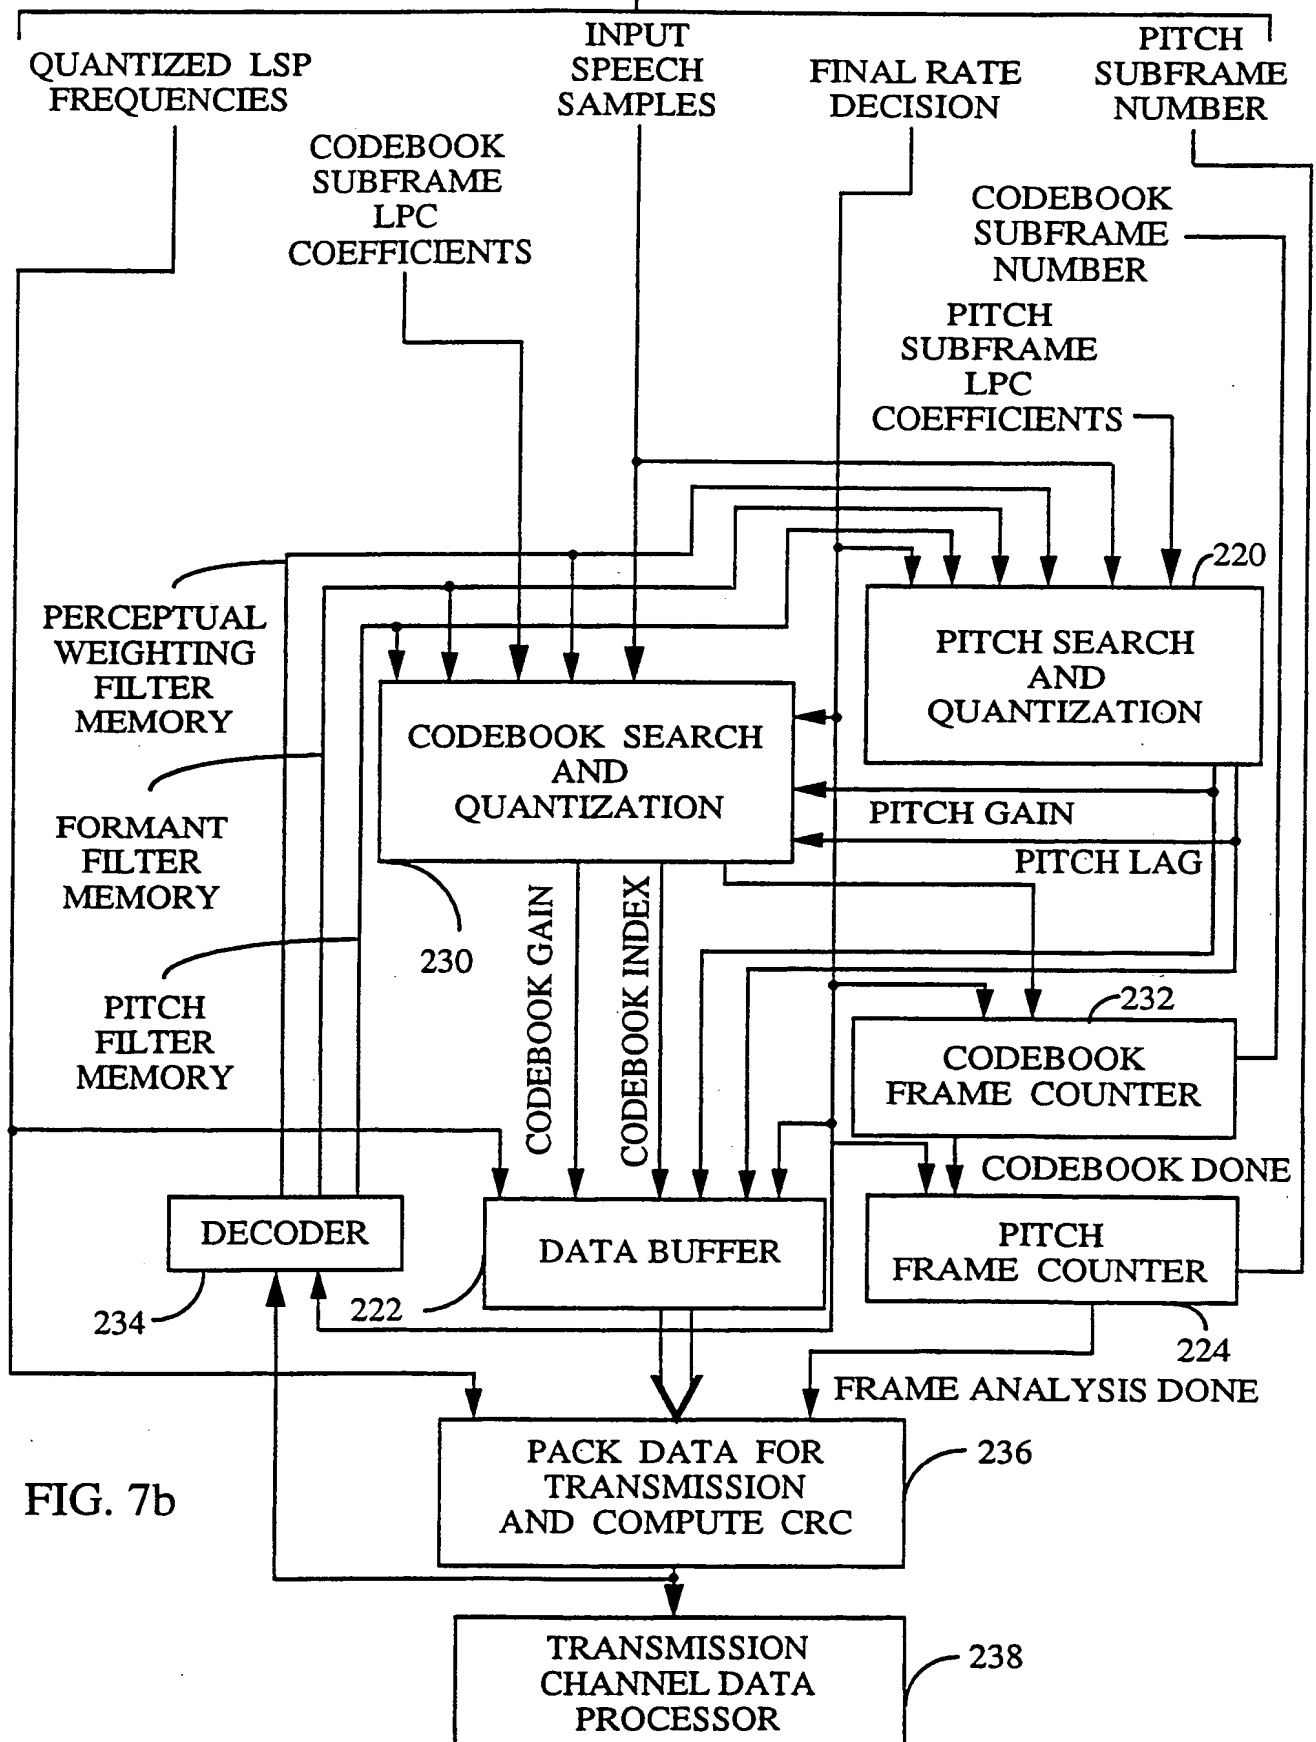 QUANTIZED LSP
FREQUENCIES
INPUT
SPEECH
SAMPLES
FINAL RATE
DECISION
PITCH
SUBFRAME
NUMBER
CODEBOOK
SUBFRAME
LPC
COEFFICIENTS
CODEBOOK
SUBFRAME
NUMBER
PITCH
SUBFRAME
LPC
COEFFICIENTS
220
PERCEPTUAL
WEIGHTING
FILTER
MEMORY
PITCH SEARCH
AND
QUANTIZATION
CODEBOOK SEARCH
AND
QUANTIZATION
PITCH GAIN
PITCH LAG
FORMANT
FILTER
MEMORY
230
CODEBOOK GAIN
CODEBOOK INDEX
PITCH
FILTER
MEMORY
232
CODEBOOK
FRAME COUNTER
CODEBOOK DONE
DECODER
DATA BUFFER
PITCH
FRAME COUNTER
234
222
224
FRAME ANALYSIS DONE
PACK DATA FOR
TRANSMISSION
AND COMPUTE CRC
236
FIG. 7b
TRANSMISSION
CHANNEL DATA
PROCESSOR
238